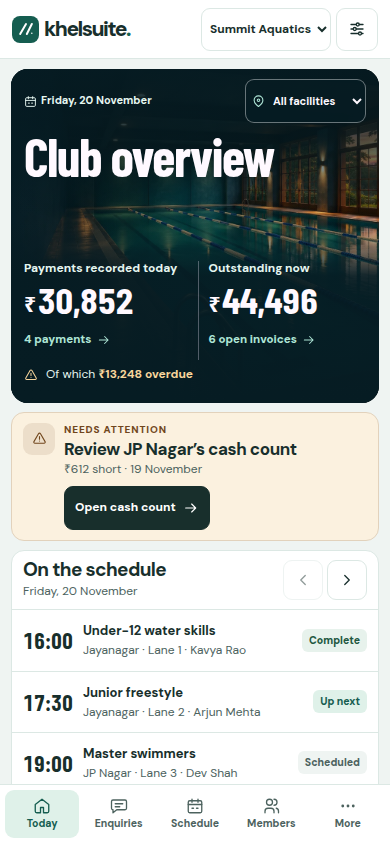 khelsuite.
Summit Aquatics
Friday, 20 November
All facilities
Club overview
Payments recorded today
₹30,852
4 payments →
Outstanding now
₹44,496
6 open invoices →
Of which ₹13,248 overdue
NEEDS ATTENTION
Review JP Nagar’s cash count
₹612 short · 19 November
Open cash count →
On the schedule
Friday, 20 November
16:00
Under-12 water skills
Jayanagar · Lane 1 · Kavya Rao
Complete
17:30
Junior freestyle
Jayanagar · Lane 2 · Arjun Mehta
Up next
19:00
Master swimmers
JP Nagar · Lane 3 · Dev Shah
Scheduled
Today
Enquiries
Schedule
Members
More